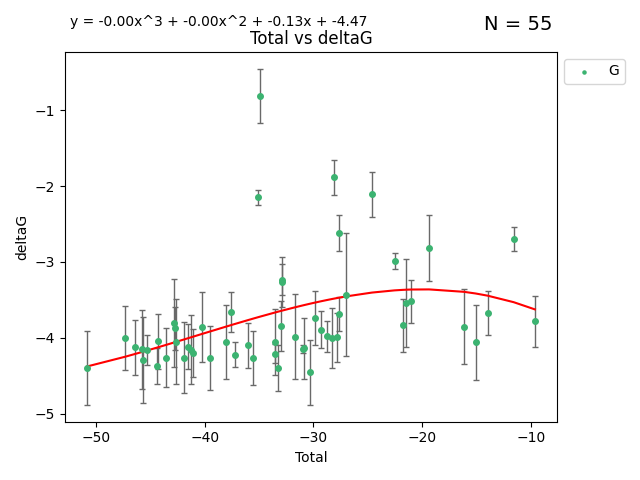 y = -0.00x^3 + -0.00x^2 + -0.13x + -4.47
N = 55
Total vs deltaG
G
−1
−2
−3
−4
−5
deltaG
−50 −40 −30 −20 −10
Total